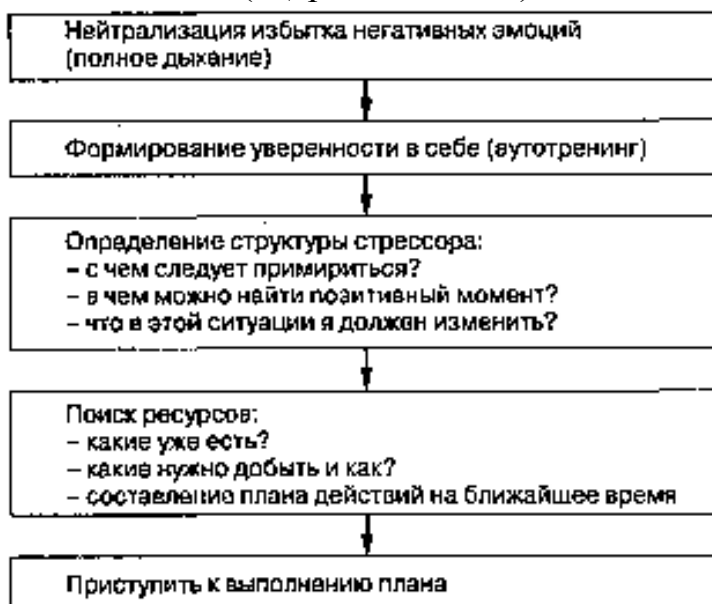 Нейтрализация избытка негативных эмоций
(полное дыхание)
Формирование уверенности в себе (аутотренинг)
Определение структуры стрессора:
– с чем следует примириться?
– в чем можно найти позитивный момент?
– что в этой ситуации я должен изменить?
Поиск ресурсов:
– какие уже есть?
– какие нужно добыть и как?
– составление плана действий на ближайшее время
Приступить к выполнению плана